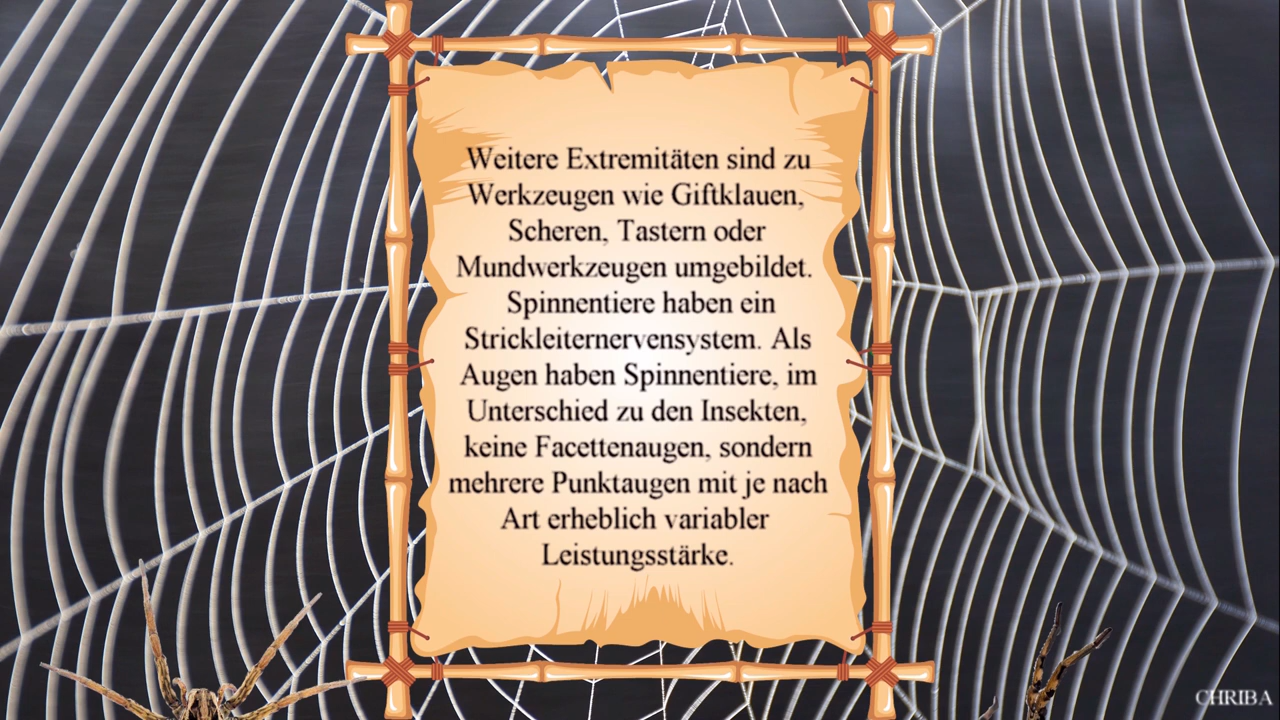 Weitere Extremitäten sind zu
Werkzeugen wie Giftklauen,
Scheren, Tastern oder
Mundwerkzeugen umgebildet.
Spinnentiere haben ein
Strickleiternervensystem. Als
Augen haben Spinnentiere, im
Unterschied zu den Insekten,
keine Facettenaugen, sondern
mehrere Punktaugen mit je nach
Art erheblich variabler
Leistungsstärke.
CHRIBA